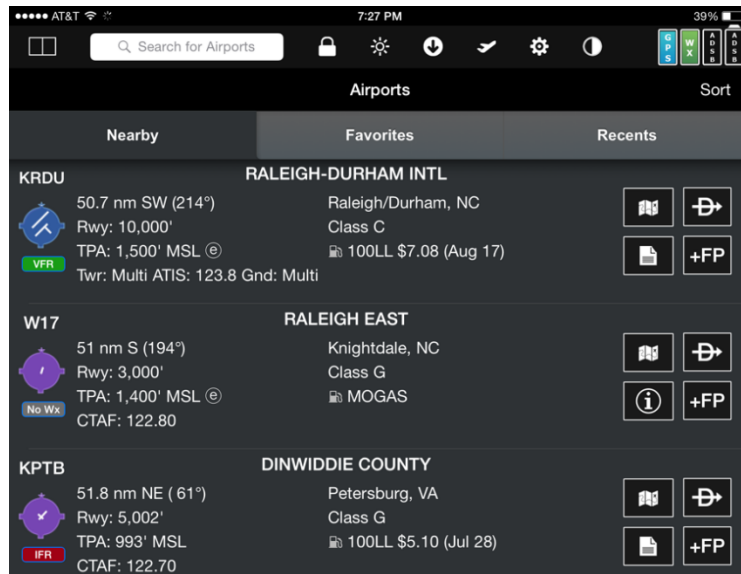 AT&T 7:27 PM 39%
Search for Airports GPS WX ADSB ADSB
Airports Sort
Nearby Favorites Recents
KRDU RALEIGH-DURHAM INTL
50.7 nm SW (214°) Raleigh/Durham, NC
Rwy: 10,000' Class C
TPA: 1,500' MSL ⓔ 100LL $7.08 (Aug 17)
VFR +FP
Twr: Multi ATIS: 123.8 Gnd: Multi
W17 RALEIGH EAST
51 nm S (194°) Knightdale, NC
Rwy: 3,000' Class G
TPA: 1,400' MSL ⓔ MOGAS
No Wx +FP
CTAF: 122.80
KPTB DINWIDDIE COUNTY
51.8 nm NE ( 61°) Petersburg, VA
Rwy: 5,002' Class G
TPA: 993' MSL 100LL $5.10 (Jul 28)
IFR +FP
CTAF: 122.70